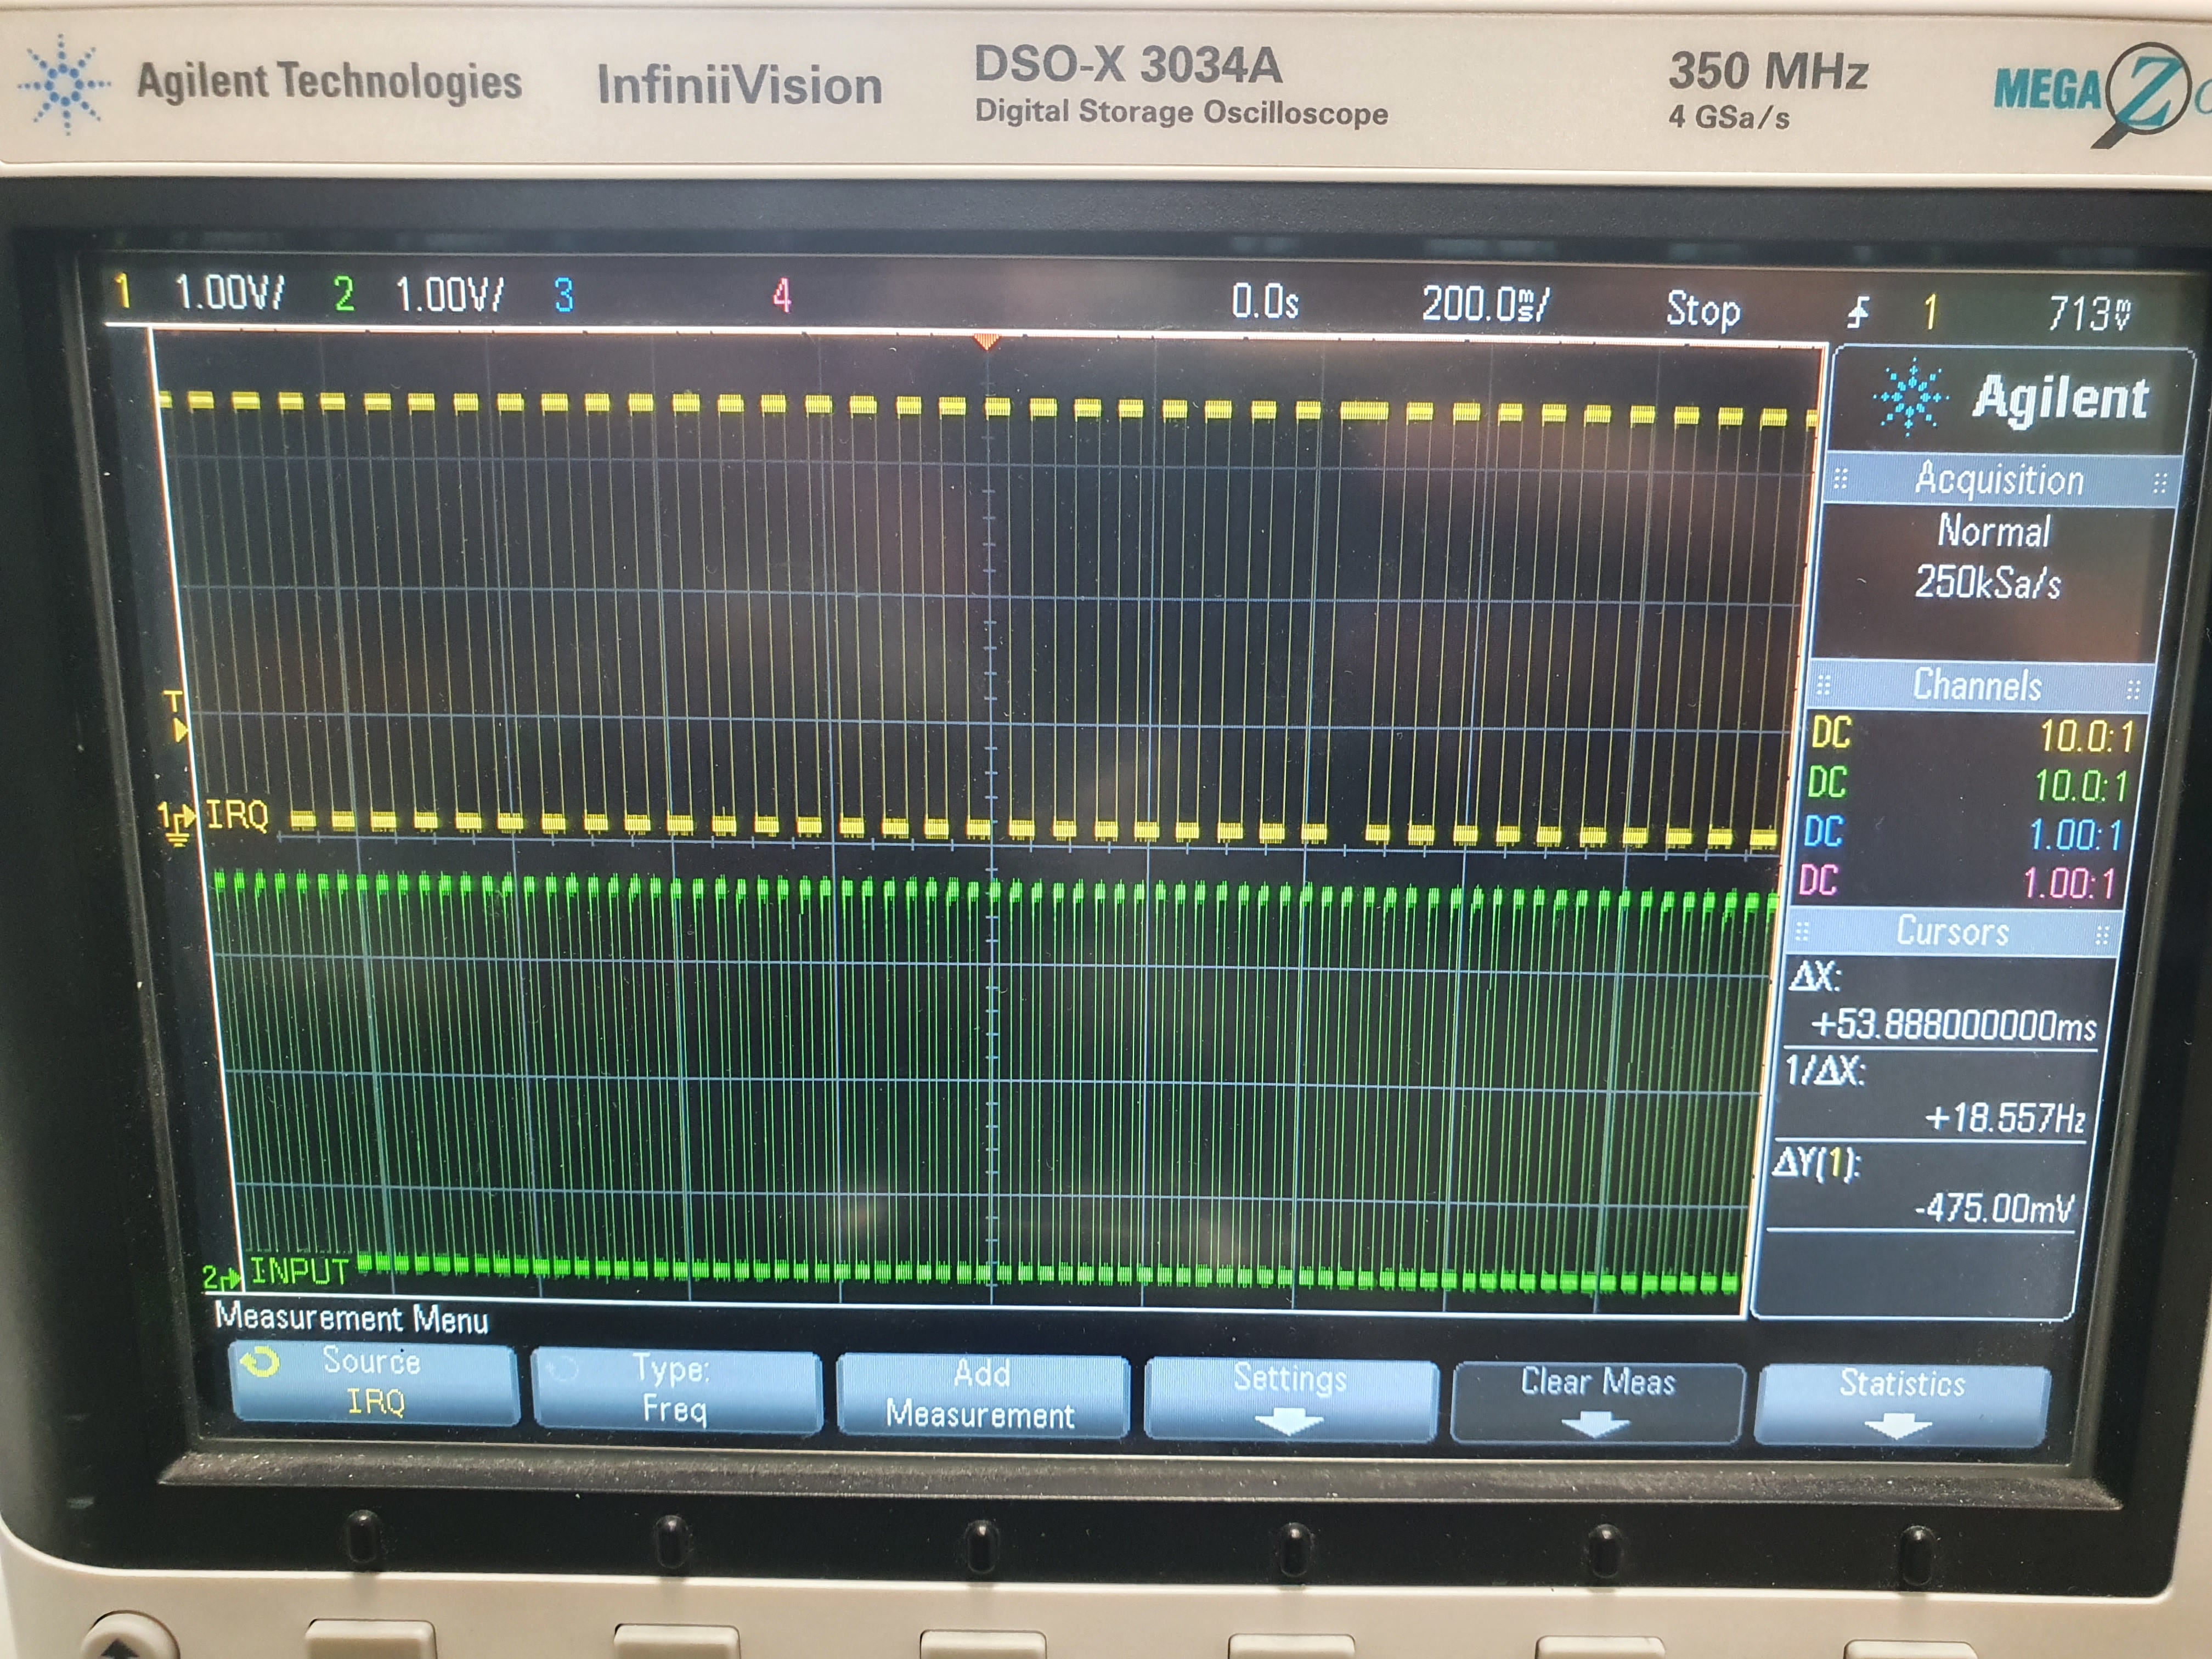 Agilent Technologies InfiniiVision DSO-X 3034A 350 MHz MEGA Z
Digital Storage Oscilloscope 4 GSa/s
1 1.00V/ 2 1.00V/ 3 4 0.0s 200.0ms/ Stop 1 713mV
Agilent
Acquisition
Normal
250kSa/s
Channels
DC 10.0:1
DC 10.0:1
DC 1.00:1
DC 1.00:1
Cursors
ΔX:
+53.888000000ms
1/ΔX:
+18.557Hz
ΔY(1):
-475.00mV
T
1 IRQ
2 INPUT
Measurement Menu
Source
IRQ
Type:
Freq
Add
Measurement
Settings
Clear Meas
Statistics